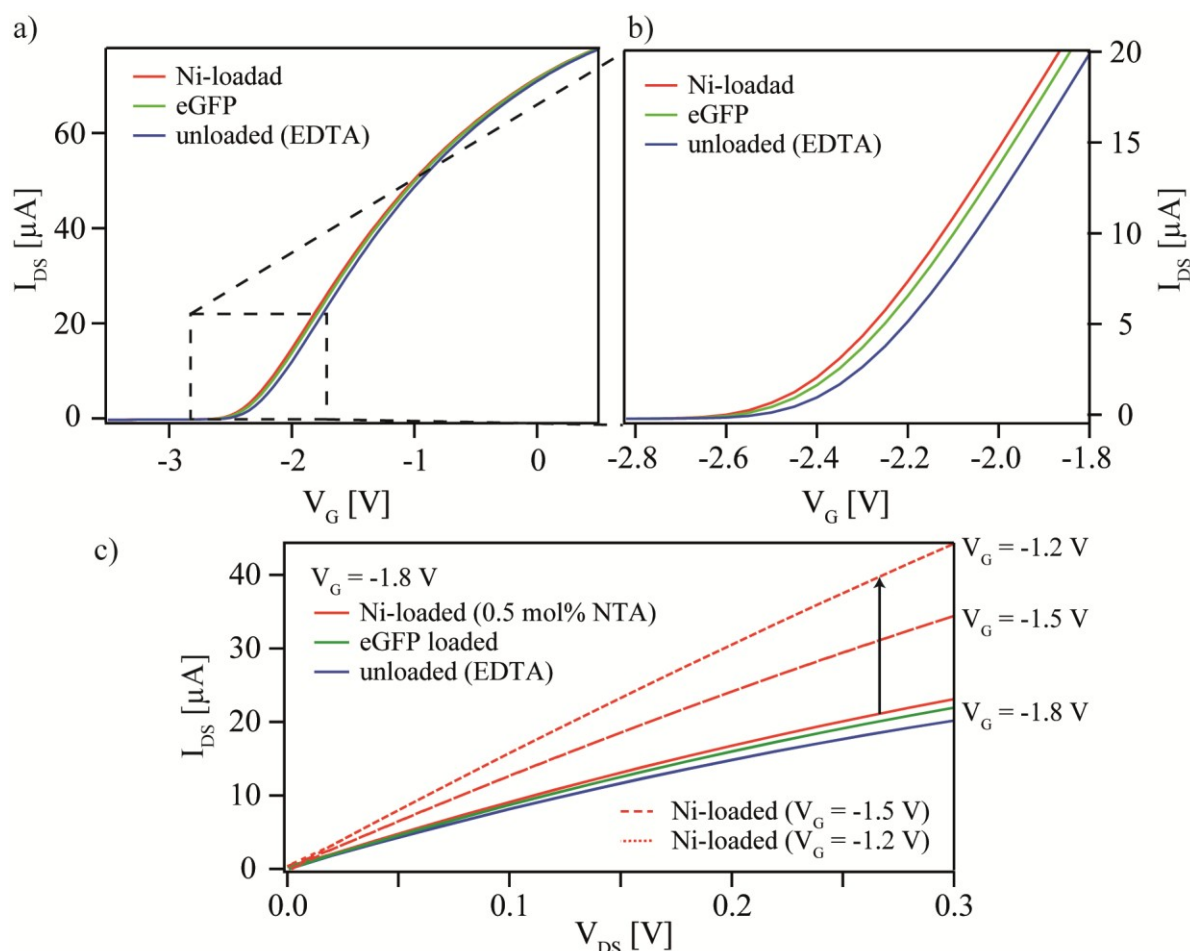 a)
Ni-loadad
eGFP
unloaded (EDTA)
60
40
20
0
I_DS [µA]
-3
-2
-1
0
V_G [V]
b)
Ni-loadad
eGFP
unloaded (EDTA)
20
15
10
5
0
I_DS [µA]
-2.8
-2.6
-2.4
-2.2
-2.0
-1.8
V_G [V]
c)
V_G = -1.8 V
Ni-loaded (0.5 mol% NTA)
eGFP loaded
unloaded (EDTA)
40
30
20
10
0
I_DS [µA]
V_G = -1.2 V
V_G = -1.5 V
V_G = -1.8 V
Ni-loaded (V_G = -1.5 V)
Ni-loaded (V_G = -1.2 V)
0.0
0.1
0.2
0.3
V_DS [V]